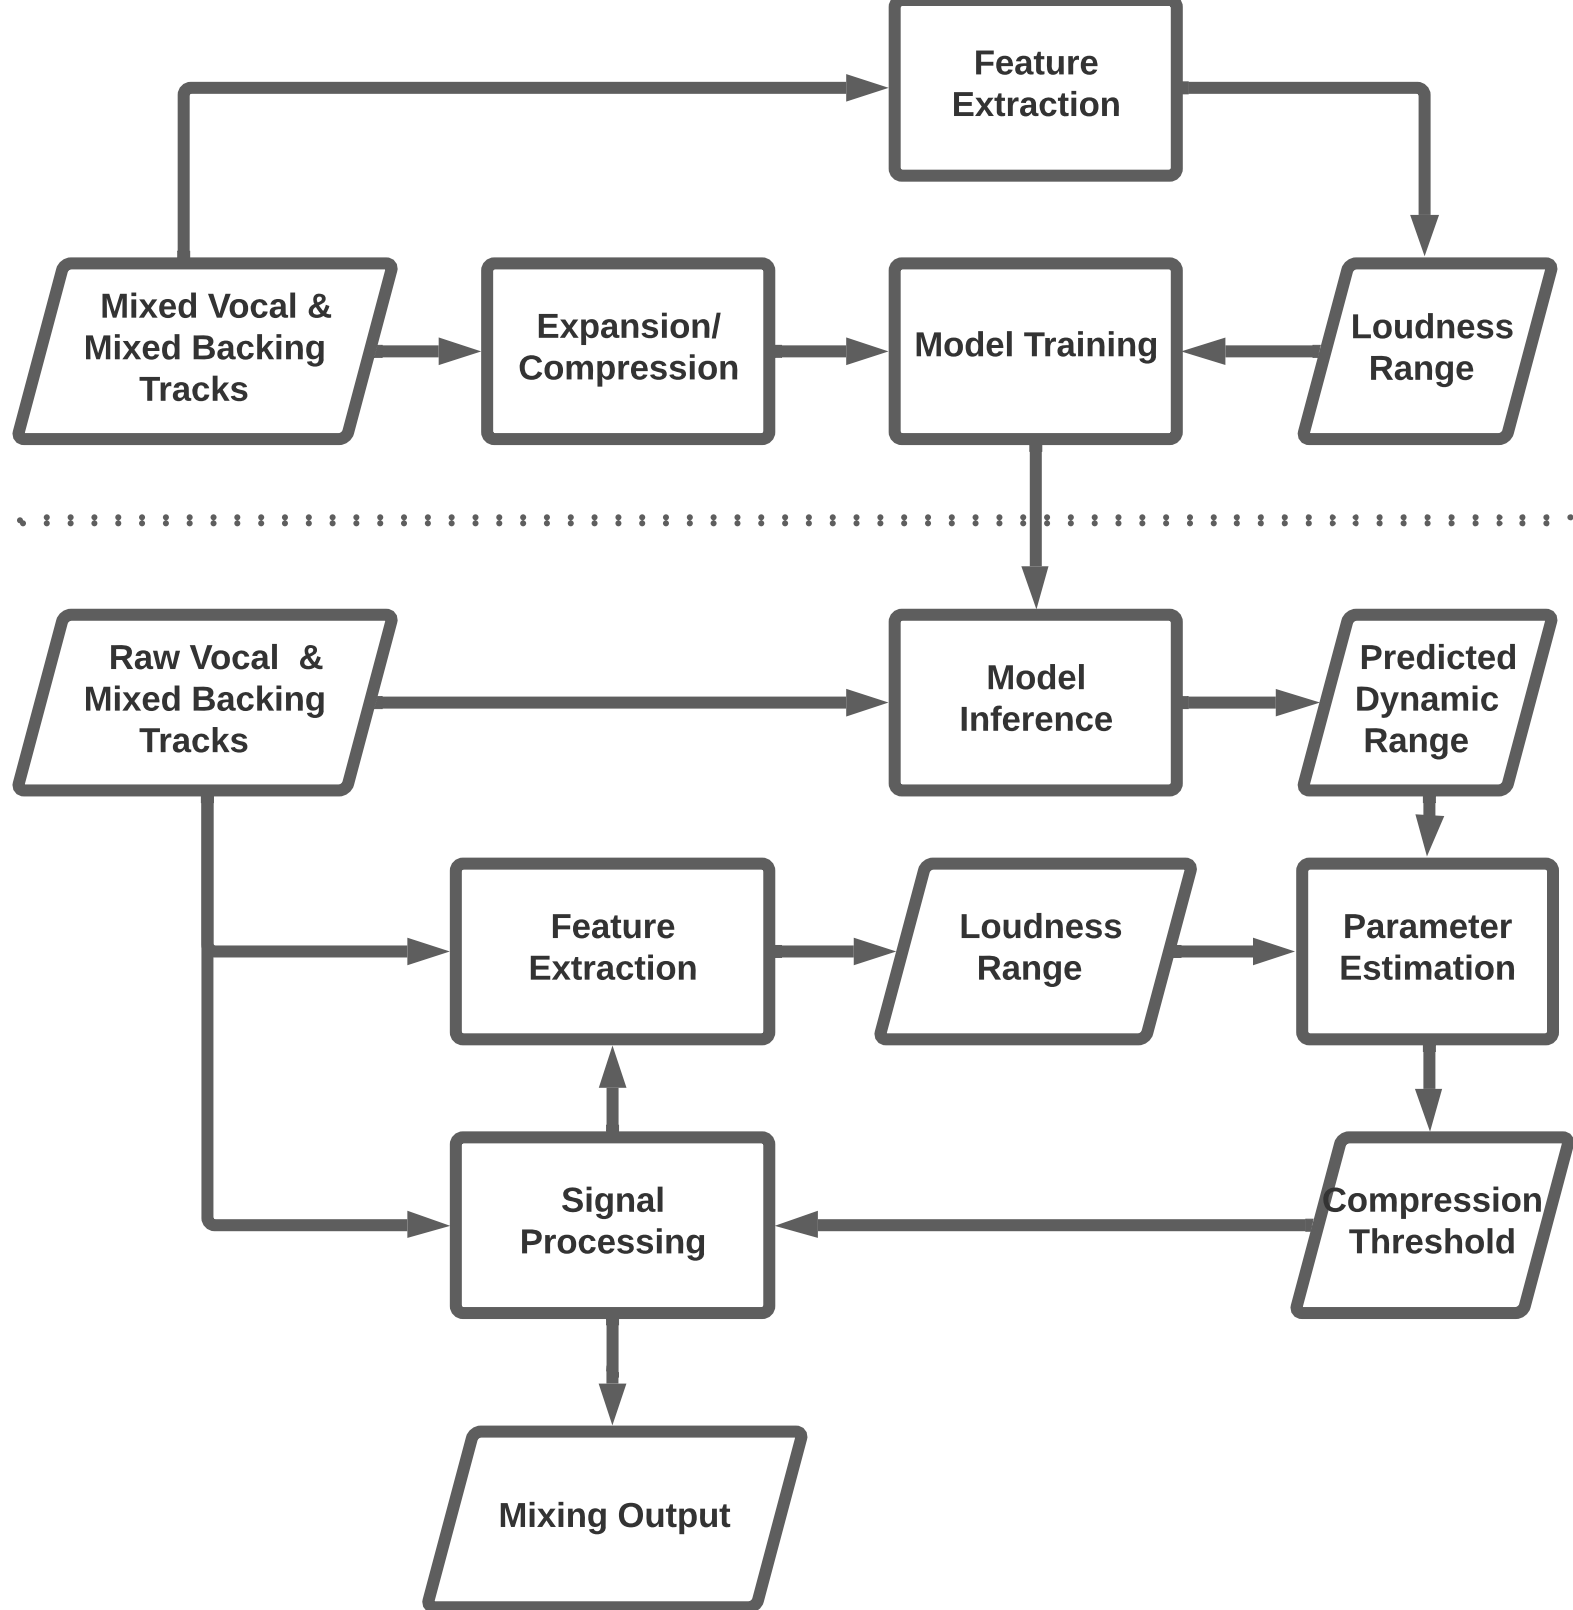 Feature
Extraction
Mixed Vocal &
Mixed Backing
Tracks
Expansion/
Compression
Model Training
Loudness
Range
Raw Vocal  &
Mixed Backing
Tracks
Model
Inference
Predicted
Dynamic
Range
Feature
Extraction
Loudness
Range
Parameter
Estimation
Signal
Processing
Compression
Threshold
Mixing Output